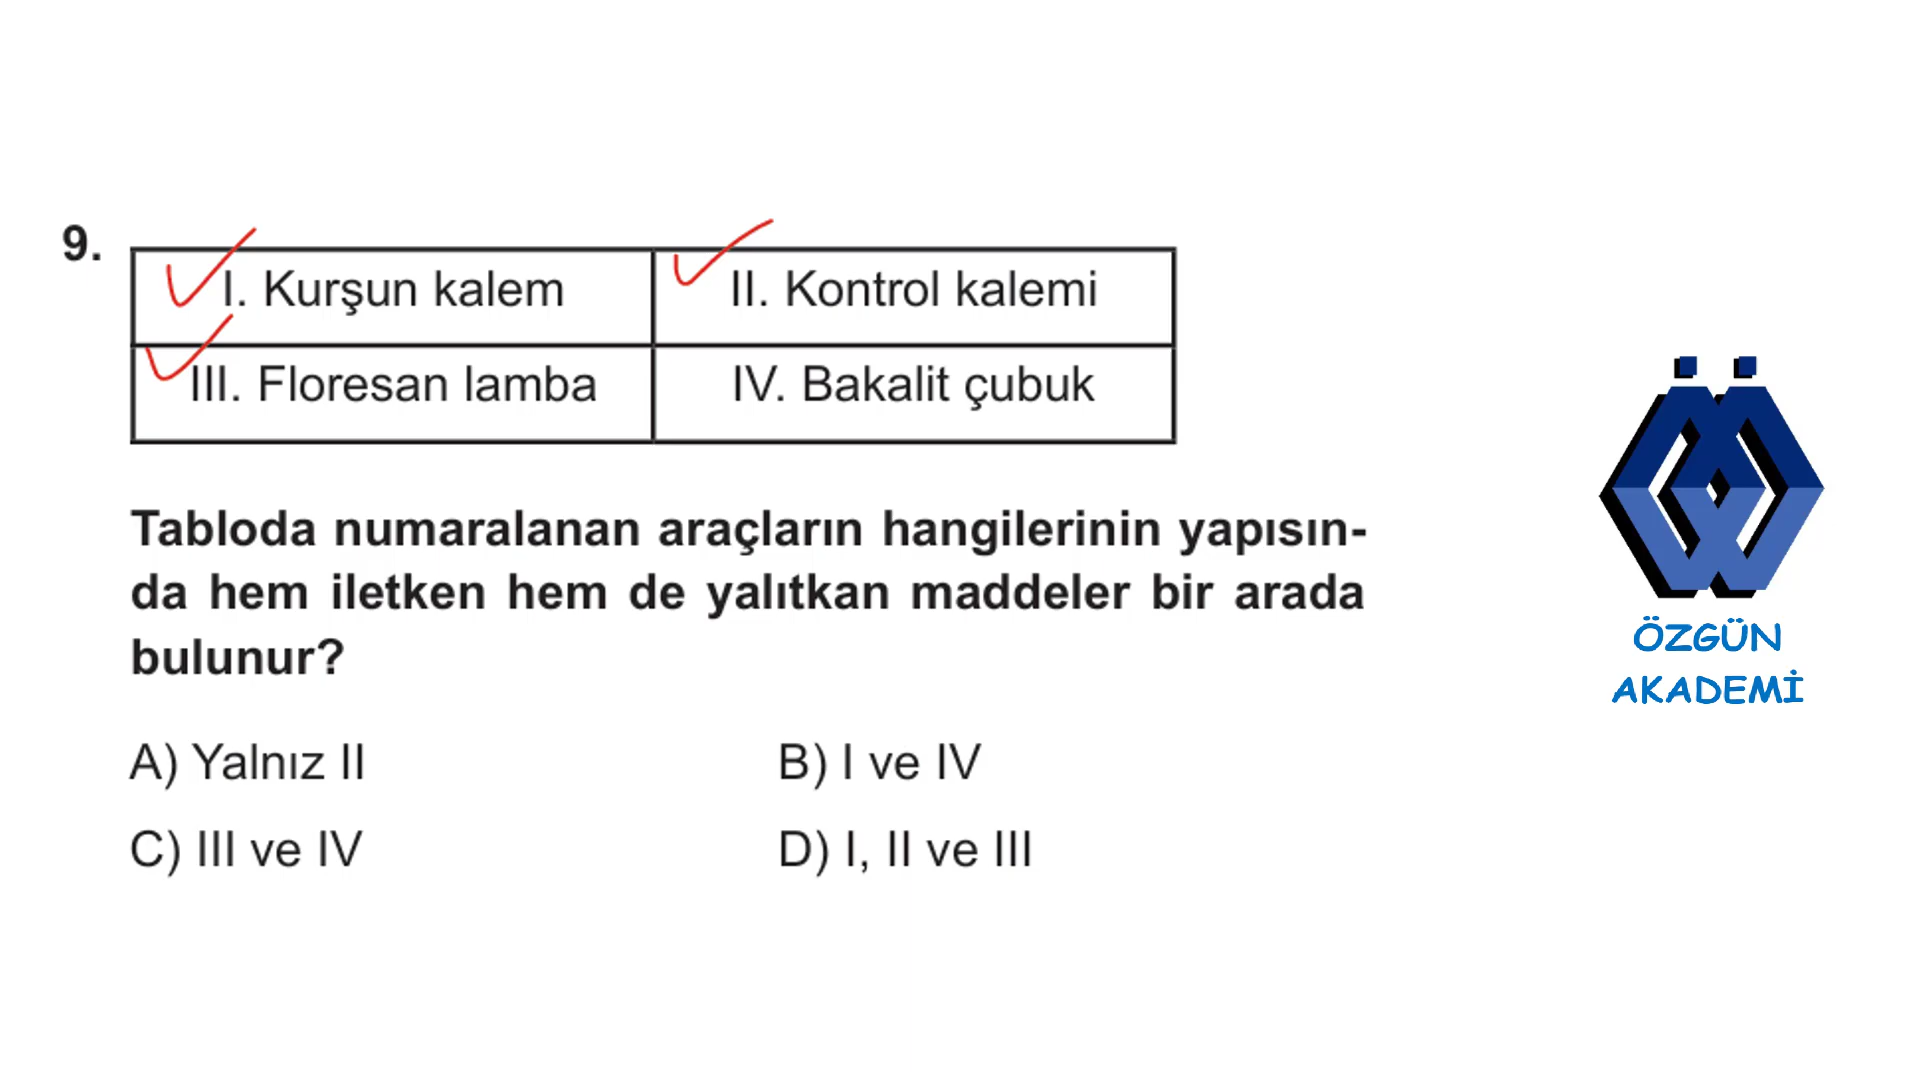 9.
I. Kurşun kalem
II. Kontrol kalemi
III. Floresan lamba
IV. Bakalit çubuk
Tabloda numaralanan araçların hangilerinin yapısın-
da hem iletken hem de yalıtkan maddeler bir arada
bulunur?
A) Yalnız II
B) I ve IV
C) III ve IV
D) I, II ve III
ÖZGÜN
AKADEMİ